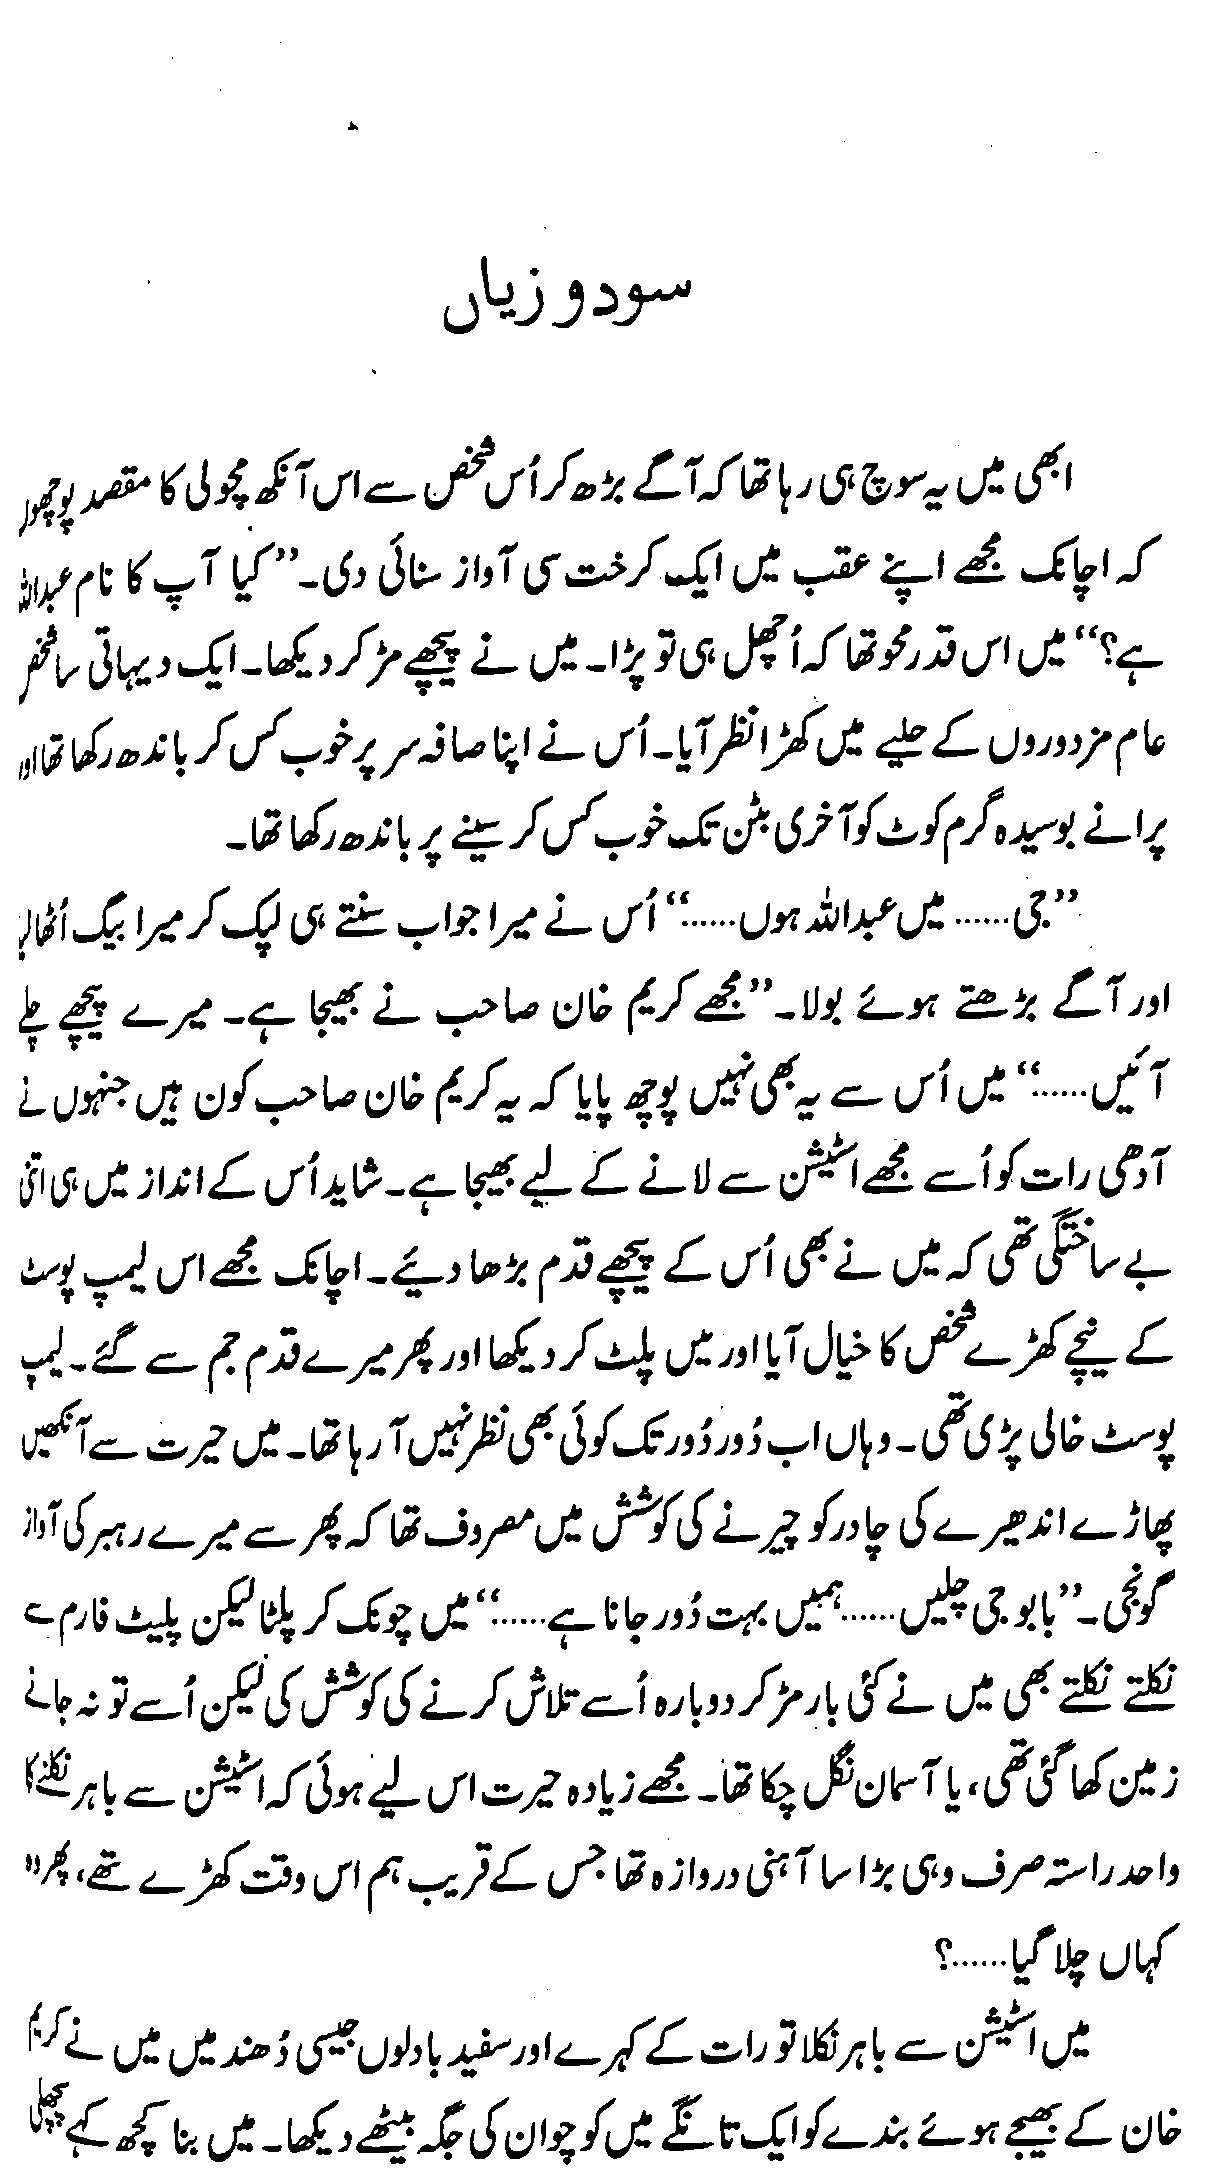 سود و زیاں
ابھی میں یہ سوچ ہی رہا تھا کہ آگے بڑھ کر اُس شخص سے اس آنکھ مچولی کا مقصد پوچھوں
کہ اچانک مجھے اپنے عقب میں ایک کرخت سی آواز سنائی دی۔ ”کیا آپ کا نام عبداللہ
ہے؟“ میں اس قدر محو تھا کہ اُچھل ہی تو پڑا۔ میں نے پیچھے مڑ کر دیکھا۔ ایک دیہاتی سا شخص
عام مزدوروں کے حلیے میں کھڑا نظر آیا۔ اُس نے اپنا صافہ سر پر خوب کس کر باندھ رکھا تھا اور
پرانے بوسیدہ گرم کوٹ کو آخری بٹن تک خوب کس کر سینے پر باندھ رکھا تھا۔
”جی...... میں عبداللہ ہوں......“ اُس نے میرا جواب سنتے ہی لپک کر میرا بیگ اُٹھا لیا
اور آگے بڑھتے ہوئے بولا۔ ”مجھے کریم خان صاحب نے بھیجا ہے۔ میرے پیچھے چلے
آئیں......“ میں اُس سے یہ بھی نہیں پوچھ پایا کہ یہ کریم خان صاحب کون ہیں جنہوں نے
آدھی رات کو اُسے مجھے اسٹیشن سے لانے کے لیے بھیجا ہے۔ شاید اُس کے انداز میں ہی اتنی
بے ساختگی تھی کہ میں نے بھی اُس کے پیچھے قدم بڑھا دیئے۔ اچانک مجھے اس لیمپ پوسٹ
کے نیچے کھڑے شخص کا خیال آیا اور میں پلٹ کر دیکھا اور پھر میرے قدم جم سے گئے۔ لیمپ
پوسٹ خالی پڑی تھی۔ وہاں اب دُور دُور تک کوئی بھی نظر نہیں آ رہا تھا۔ میں حیرت سے آنکھیں
پھاڑے اندھیرے کی چادر کو چیرنے کی کوشش میں مصروف تھا کہ پھر سے میرے رہبر کی آواز
گونجی۔ ”بابو جی چلیں...... ہمیں بہت دُور جانا ہے......“ میں چونک کر پلٹا لیکن پلیٹ فارم سے
نکلتے نکلتے بھی میں نے کئی بار مڑ کر دوبارہ اُسے تلاش کرنے کی کوشش کی لیکن اُسے تو نہ جانے
زمین کھا گئی تھی، یا آسمان نگل چکا تھا۔ مجھے زیادہ حیرت اس لیے ہوئی کہ اسٹیشن سے باہر نکلنے کا
واحد راستہ صرف وہی بڑا سا آہنی دروازہ تھا جس کے قریب ہم اس وقت کھڑے تھے، پھر وہ
کہاں چلا گیا......؟
میں اسٹیشن سے باہر نکلا تو رات کے کہرے اور سفید بادلوں جیسی دُھند میں میں نے کریم
خان کے بھیجے ہوئے بندے کو ایک تانگے میں کوچوان کی جگہ بیٹھے دیکھا۔ میں بنا کچھ کہے پچھلی